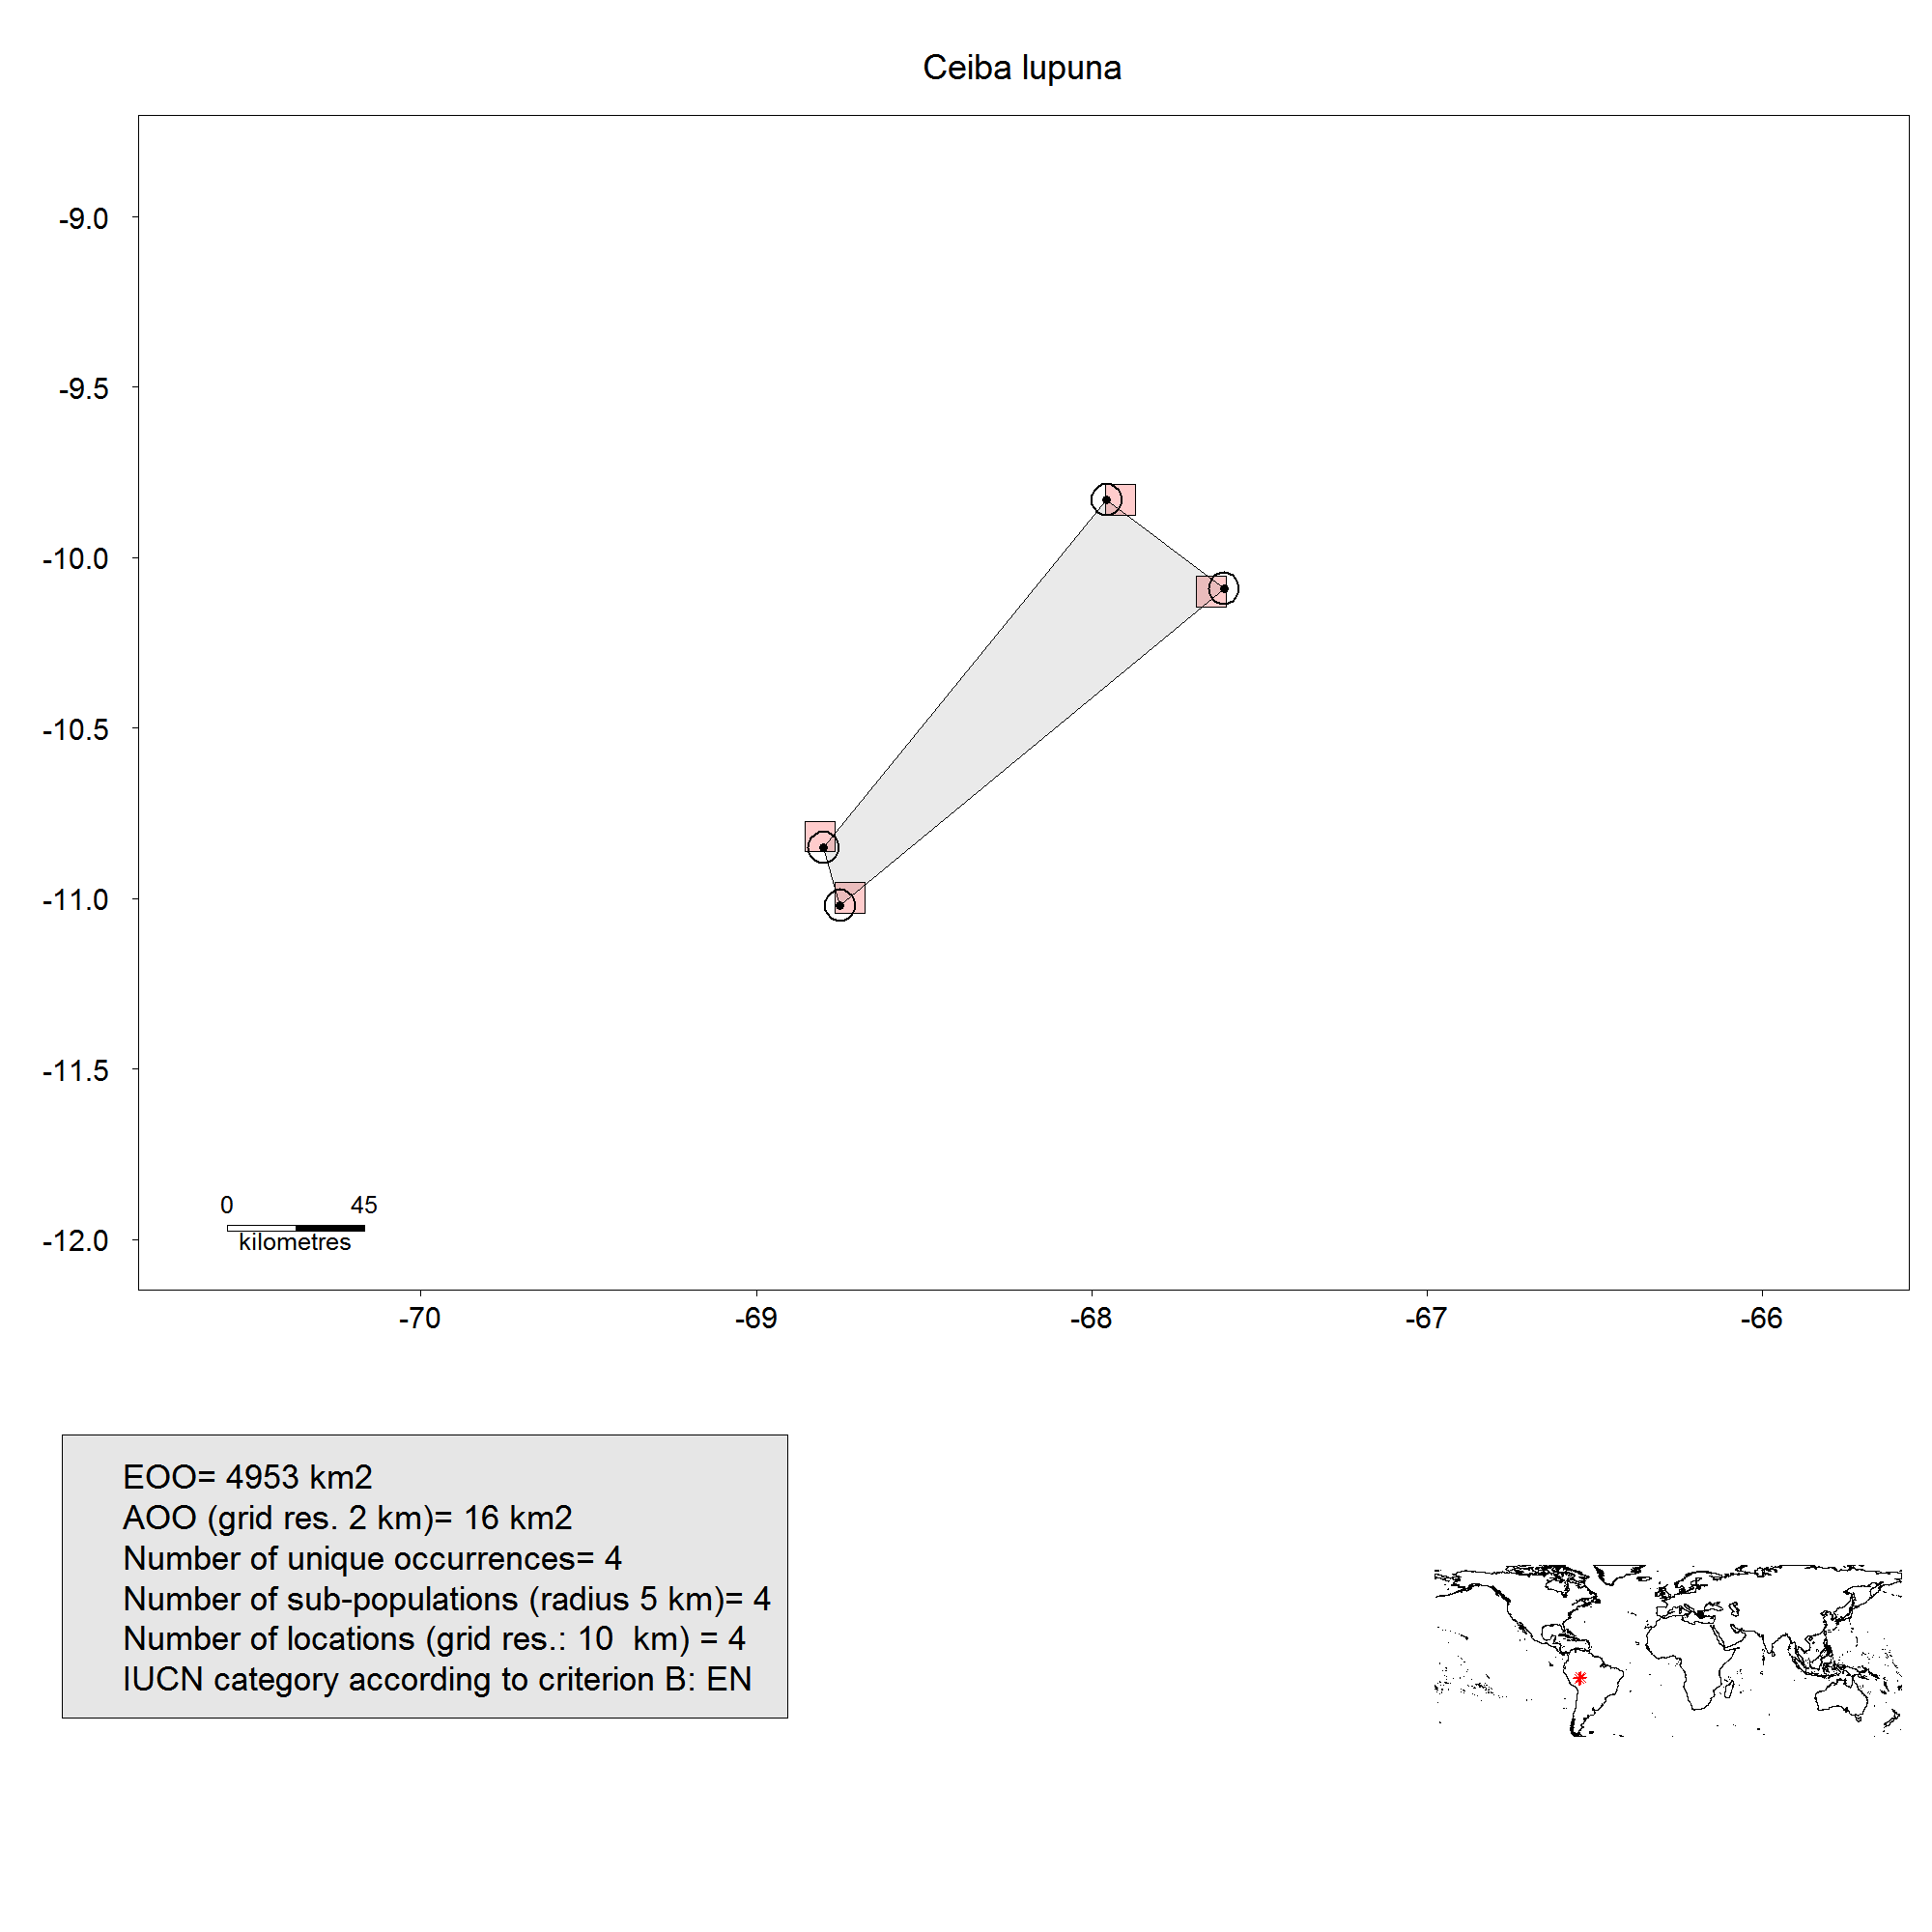 Ceiba lupuna
-9.0
-9.5
-10.0
-10.5
-11.0
-11.5
-12.0
0 45
kilometres
-70 -69 -68 -67 -66
EOO= 4953 km2
AOO (grid res. 2 km)= 16 km2
Number of unique occurrences= 4
Number of sub-populations (radius 5 km)= 4
Number of locations (grid res.: 10  km) = 4
IUCN category according to criterion B: EN